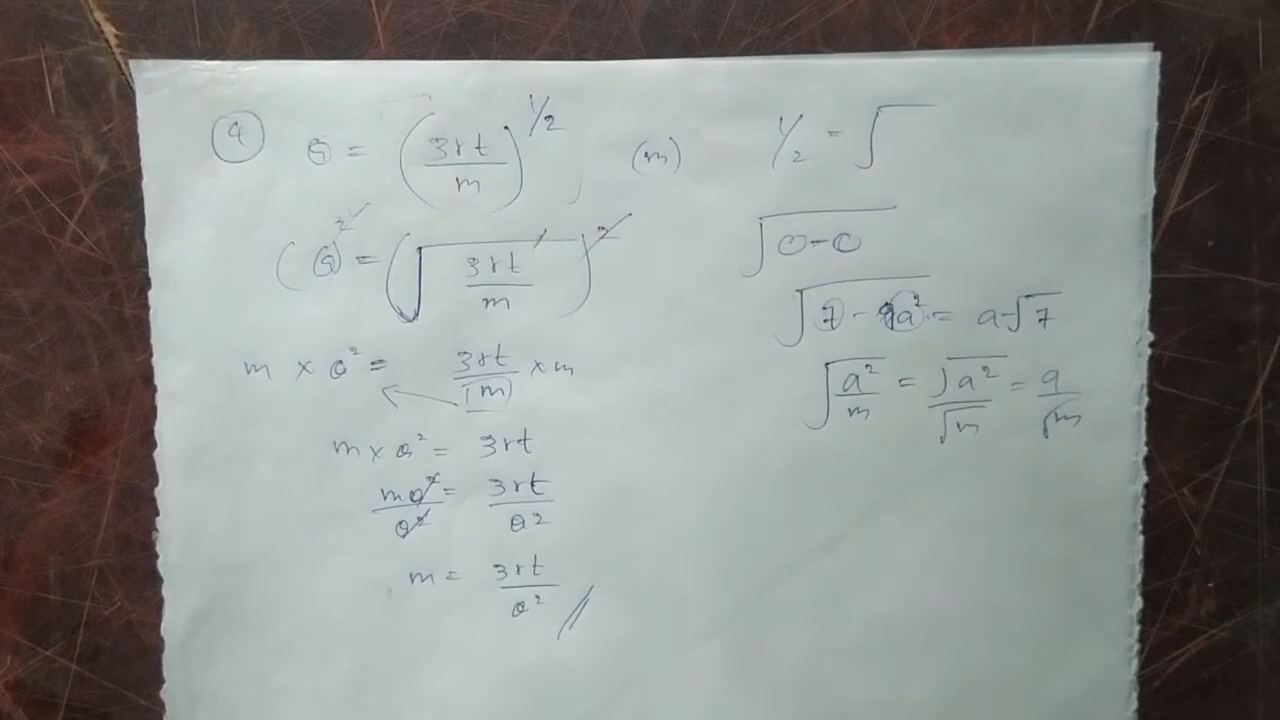 9 a = (3rt/m)^1/2 (m)
(a)² = (√3rt/m)²
m × a² = 3rt/m × m
m × a² = 3rt
ma²/a² = 3rt/a²
m = 3rt/a² //
1/2 = √
√0-0
√7 - a² = a√7
√a²/m = √a²/√m = a/√m